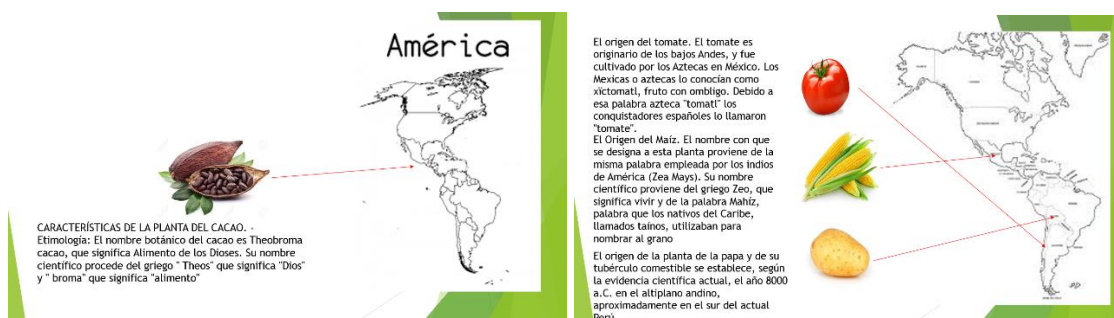 América
CARACTERÍSTICAS DE LA PLANTA DEL CACAO. -
Etimología: El nombre botánico del cacao es Theobroma
cacao, que significa Alimento de los Dioses. Su nombre
científico procede del griego " Theos" que significa "Dios"
y " broma" que significa "alimento"
El origen del tomate. El tomate es
originario de los bajos Andes, y fue
cultivado por los Aztecas en México. Los
Mexicas o aztecas lo conocían como
xīctomatl, fruto con ombligo. Debido a
esa palabra azteca "tomatl" los
conquistadores españoles lo llamaron
"tomate".
El Origen del Maíz. El nombre con que
se designa a esta planta proviene de la
misma palabra empleada por los indios
de América (Zea Mays). Su nombre
científico proviene del griego Zeo, que
significa vivir y de la palabra Mahíz,
palabra que los nativos del Caribe,
llamados taínos, utilizaban para
nombrar al grano
El origen de la planta de la papa y de su
tubérculo comestible se establece, según
la evidencia científica actual, el año 8000
a.C. en el altiplano andino,
aproximadamente en el sur del actual
Perú